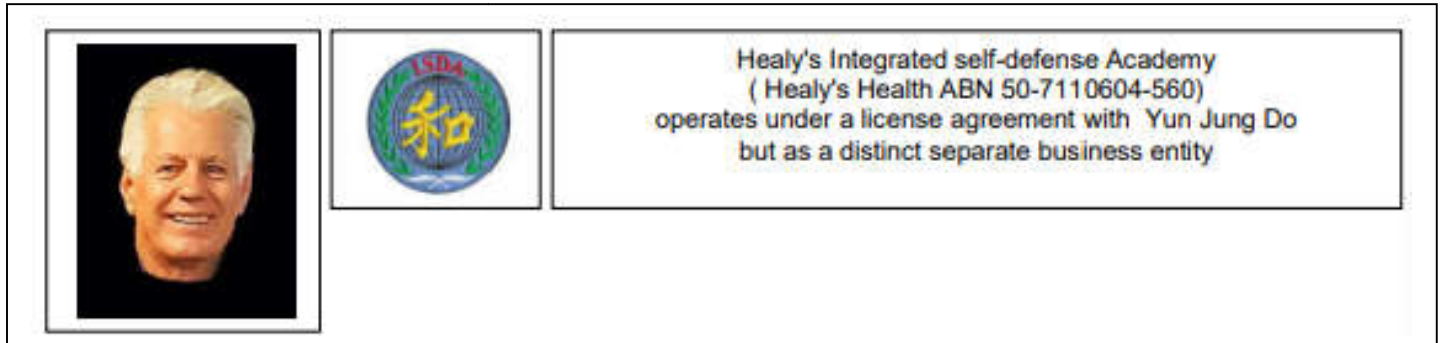 ISDA
和
Healy's Integrated self-defense Academy
( Healy's Health ABN 50-7110604-560)
operates under a license agreement with Yun Jung Do
but as a distinct separate business entity